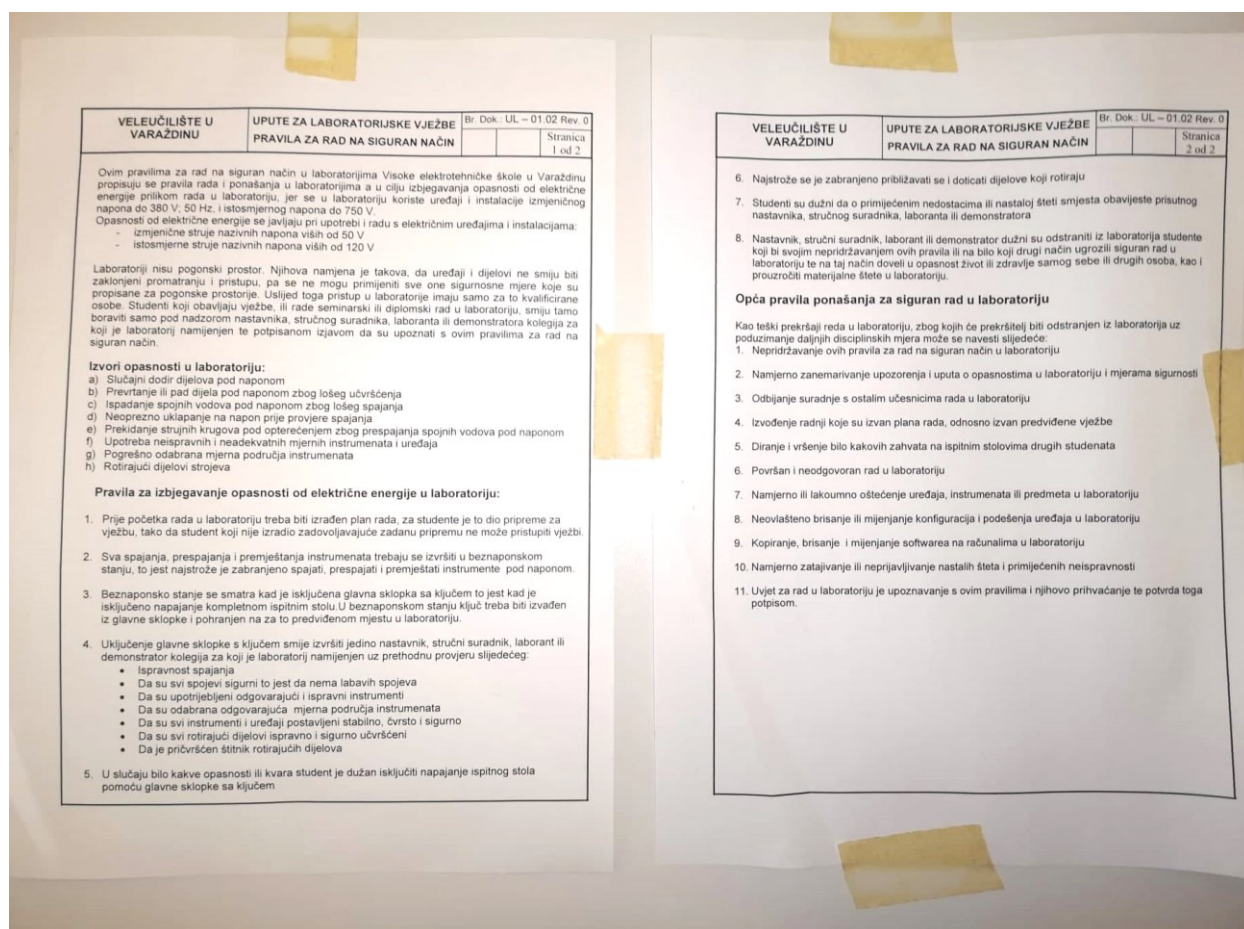 VELEUČILIŠTE U
VARAŽDINU
UPUTE ZA LABORATORIJSKE VJEŽBE
PRAVILA ZA RAD NA SIGURAN NAČIN
Br. Dok.: UL – 01.02 Rev. 0
Stranica
1 od 2
Ovim pravilima za rad na siguran način u laboratorijima Visoke elektrotehničke škole u Varaždinu
propisuju se pravila rada i ponašanja u laboratorijima a u cilju izbjegavanja opasnosti od električne
energije prilikom rada u laboratoriju, jer se u laboratoriju koriste uređaji i instalacije izmjeničnog
napona do 380 V; 50 Hz, i istosmjernog napona do 750 V.
Opasnosti od električne energije se javljaju pri upotrebi i radu s električnim uređajima i instalacijama:
- izmjenične struje nazivnih napona viših od 50 V
- istosmjerne struje nazivnih napona viših od 120 V
Laboratoriji nisu pogonski prostor. Njihova namjena je takova, da uređaji i dijelovi ne smiju biti
zaklonjeni promatranju i pristupu, pa se ne mogu primijeniti sve one sigurnosne mjere koje su
propisane za pogonske prostorije. Uslijed toga pristup u laboratorije imaju samo za to kvalificirane
osobe. Studenti koji obavljaju vježbe, ili rade seminarski ili diplomski rad u laboratoriju, smiju tamo
boraviti samo pod nadzorom nastavnika, stručnog suradnika, laboranta ili demonstratora kolegija za
koji je laboratorij namijenjen te potpisanom izjavom da su upoznati s ovim pravilima za rad na
siguran način.
Izvori opasnosti u laboratoriju:
a) Slučajni dodir dijelova pod naponom
b) Prevrtanje ili pad dijela pod naponom zbog lošeg učvršćenja
c) Ispadanje spojnih vodova pod naponom zbog lošeg spajanja
d) Neoprezno uklapanje na napon prije provjere spajanja
e) Prekidanje strujnih krugova pod opterećenjem zbog prespajanja spojnih vodova pod naponom
f) Upotreba neispravnih i neadekvatnih mjernih instrumenata i uređaja
g) Pogrešno odabrana mjerna područja instrumenata
h) Rotirajući dijelovi strojeva
Pravila za izbjegavanje opasnosti od električne energije u laboratoriju:
1. Prije početka rada u laboratoriju treba biti izrađen plan rada, za studente je to dio pripreme za
vježbu, tako da student koji nije izradio zadovoljavajuće zadanu pripremu ne može pristupiti vježbi.
2. Sva spajanja, prespajanja i premještanja instrumenata trebaju se izvršiti u beznaponskom
stanju, to jest najstrože je zabranjeno spajati, prespajati i premještati instrumente pod naponom.
3. Beznaponsko stanje se smatra kad je isključena glavna sklopka sa ključem to jest kad je
isključeno napajanje kompletnom ispitnim stolu.U beznaponskom stanju ključ treba biti izvađen
iz glavne sklopke i pohranjen na za to predviđenom mjestu u laboratoriju.
4. Uključenje glavne sklopke s ključem smije izvršiti jedino nastavnik, stručni suradnik, laborant ili
demonstrator kolegija za koji je laboratorij namijenjen uz prethodnu provjeru slijedećeg:
• Ispravnost spajanja
• Da su svi spojevi sigurni to jest da nema labavih spojeva
• Da su upotrijebljeni odgovarajući i ispravni instrumenti
• Da su odabrana odgovarajuća mjerna područja instrumenata
• Da su svi instrumenti i uređaji postavljeni stabilno, čvrsto i sigurno
• Da su svi rotirajući dijelovi ispravno i sigurno učvršćeni
• Da je pričvršćen štitnik rotirajućih dijelova
5. U slučaju bilo kakve opasnosti ili kvara student je dužan isključiti napajanje ispitnog stola
pomoću glavne sklopke sa ključem
VELEUČILIŠTE U
VARAŽDINU
UPUTE ZA LABORATORIJSKE VJEŽBE
PRAVILA ZA RAD NA SIGURAN NAČIN
Br. Dok.: UL – 01.02 Rev. 0
Stranica
2 od 2
6. Najstrože se je zabranjeno približavati se i doticati dijelove koji rotiraju
7. Studenti su dužni da o primijećenim nedostacima ili nastaloj šteti smjesta obavijeste prisutnog
nastavnika, stručnog suradnika, laboranta ili demonstratora
8. Nastavnik, stručni suradnik, laborant ili demonstrator dužni su odstraniti iz laboratorija studente
koji bi svojim nepridržavanjem ovih pravila ili na bilo koji drugi način ugrozili siguran rad u
laboratoriju te na taj način doveli u opasnost život ili zdravlje samog sebe ili drugih osoba, kao i
prouzročiti materijalne štete u laboratoriju.
Opća pravila ponašanja za siguran rad u laboratoriju
Kao teški prekršaji reda u laboratoriju, zbog kojih će prekršitelj biti odstranjen iz laboratorija uz
poduzimanje daljnjih disciplinskih mjera može se navesti slijedeće:
1. Nepridržavanje ovih pravila za rad na siguran način u laboratoriju
2. Namjerno zanemarivanje upozorenja i uputa o opasnostima u laboratoriju i mjerama sigurnosti
3. Odbijanje suradnje s ostalim učesnicima rada u laboratoriju
4. Izvođenje radnji koje su izvan plana rada, odnosno izvan predviđene vježbe
5. Diranje i vršenje bilo kakovih zahvata na ispitnim stolovima drugih studenata
6. Površan i neodgovoran rad u laboratoriju
7. Namjerno ili lakoumno oštećenje uređaja, instrumenata ili predmeta u laboratoriju
8. Neovlašteno brisanje ili mijenjanje konfiguracija i podešenja uređaja u laboratoriju
9. Kopiranje, brisanje i mijenjanje softwarea na računalima u laboratoriju
10. Namjerno zatajivanje ili neprijavljivanje nastalih šteta i primijećenih neispravnosti
11. Uvjet za rad u laboratoriju je upoznavanje s ovim pravilima i njihovo prihvaćanje te potvrda toga
potpisom.